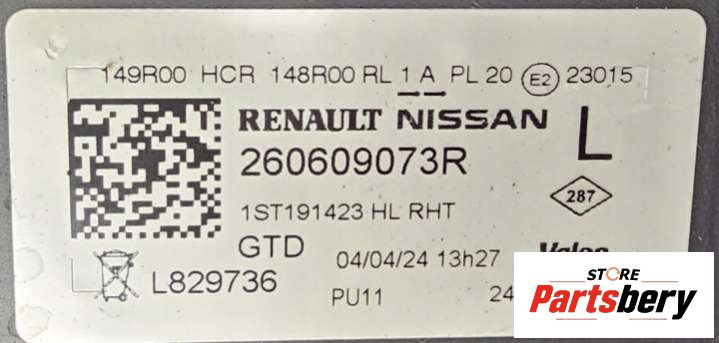 149R00 HCR 148R00 RL 1 A PL 20 E2 23015
RENAULT NISSAN L
260609073R
287
1ST191423 HL RHT
GTD 04/04/24 13h27 Valeo
L L829736
PU11 24
STORE
Partsbery